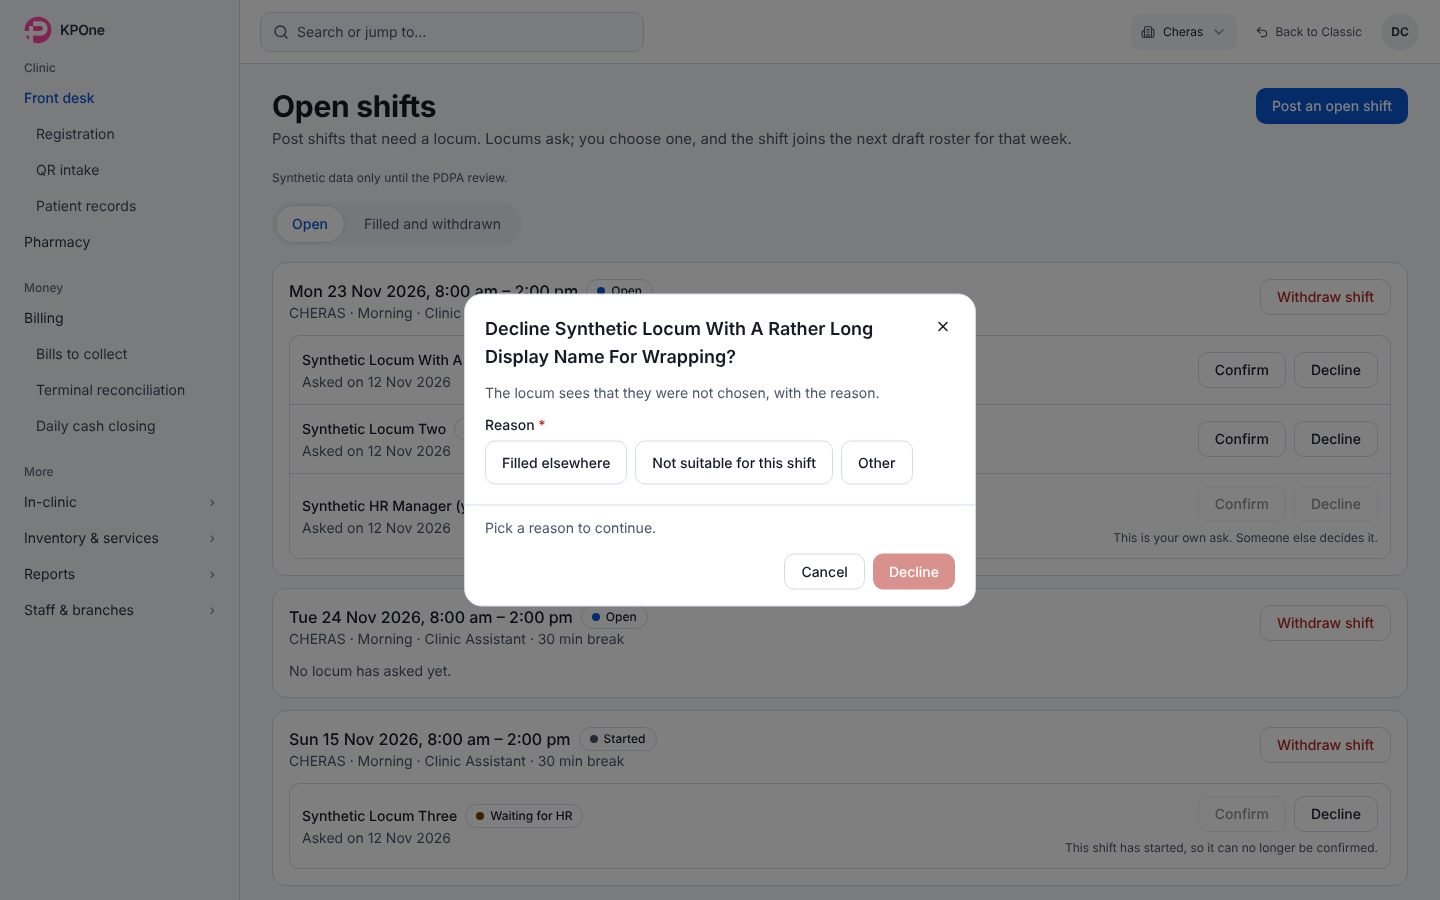 KPOne
Search or jump to...
Cheras
Back to Classic
DC
Clinic
Front desk
Registration
QR intake
Patient records
Pharmacy
Money
Billing
Bills to collect
Terminal reconciliation
Daily cash closing
More
In-clinic
Inventory & services
Reports
Staff & branches
Open shifts
Post an open shift
Post shifts that need a locum. Locums ask; you choose one, and the shift joins the next draft roster for that week.
Synthetic data only until the PDPA review.
Open
Filled and withdrawn
Mon 23 Nov 2026, 8:00 am – 2:00 pm
Open
Withdraw shift
CHERAS · Morning · Clinic
Synthetic Locum With A
Asked on 12 Nov 2026
Confirm
Decline
Synthetic Locum Two
Asked on 12 Nov 2026
Confirm
Decline
Synthetic HR Manager
Asked on 12 Nov 2026
Confirm
Decline
This is your own ask. Someone else decides it.
Decline Synthetic Locum With A Rather Long
Display Name For Wrapping?
The locum sees that they were not chosen, with the reason.
Reason *
Filled elsewhere
Not suitable for this shift
Other
Pick a reason to continue.
Cancel
Decline
Tue 24 Nov 2026, 8:00 am – 2:00 pm
Open
Withdraw shift
CHERAS · Morning · Clinic Assistant · 30 min break
No locum has asked yet.
Sun 15 Nov 2026, 8:00 am – 2:00 pm
Started
Withdraw shift
CHERAS · Morning · Clinic Assistant · 30 min break
Synthetic Locum Three
Waiting for HR
Asked on 12 Nov 2026
Confirm
Decline
This shift has started, so it can no longer be confirmed.